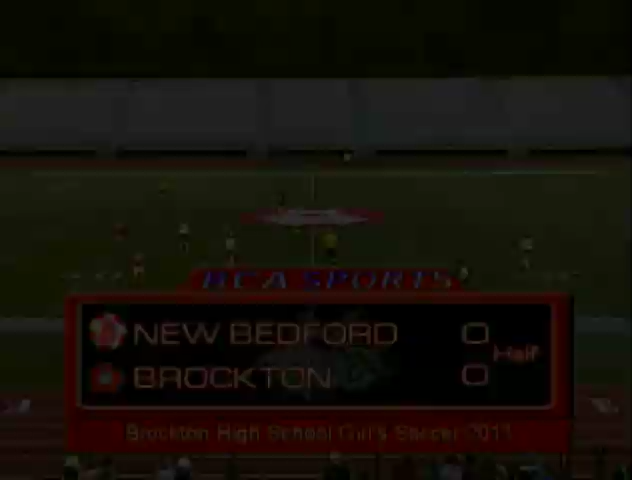 BCA SPORTS
NEW BEDFORD 0
Half
BROCKTON 0
Brockton High School Girl's Soccer 2011